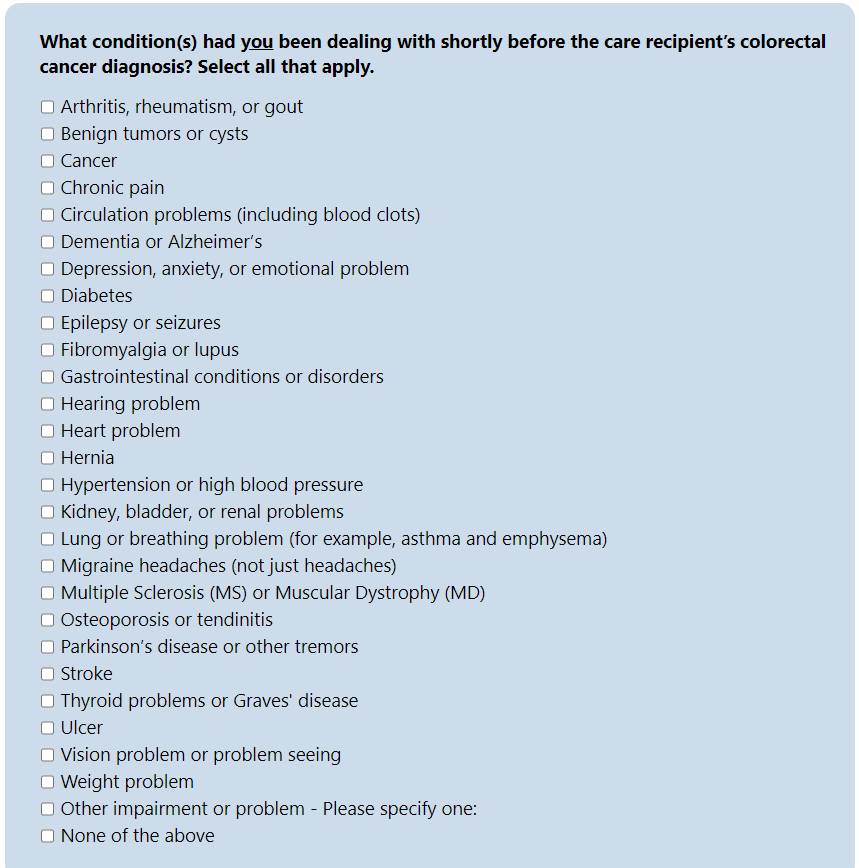 What condition(s) had you been dealing with shortly before the care recipient’s colorectal
cancer diagnosis? Select all that apply.
Arthritis, rheumatism, or gout
Benign tumors or cysts
Cancer
Chronic pain
Circulation problems (including blood clots)
Dementia or Alzheimer’s
Depression, anxiety, or emotional problem
Diabetes
Epilepsy or seizures
Fibromyalgia or lupus
Gastrointestinal conditions or disorders
Hearing problem
Heart problem
Hernia
Hypertension or high blood pressure
Kidney, bladder, or renal problems
Lung or breathing problem (for example, asthma and emphysema)
Migraine headaches (not just headaches)
Multiple Sclerosis (MS) or Muscular Dystrophy (MD)
Osteoporosis or tendinitis
Parkinson’s disease or other tremors
Stroke
Thyroid problems or Graves' disease
Ulcer
Vision problem or problem seeing
Weight problem
Other impairment or problem - Please specify one:
None of the above